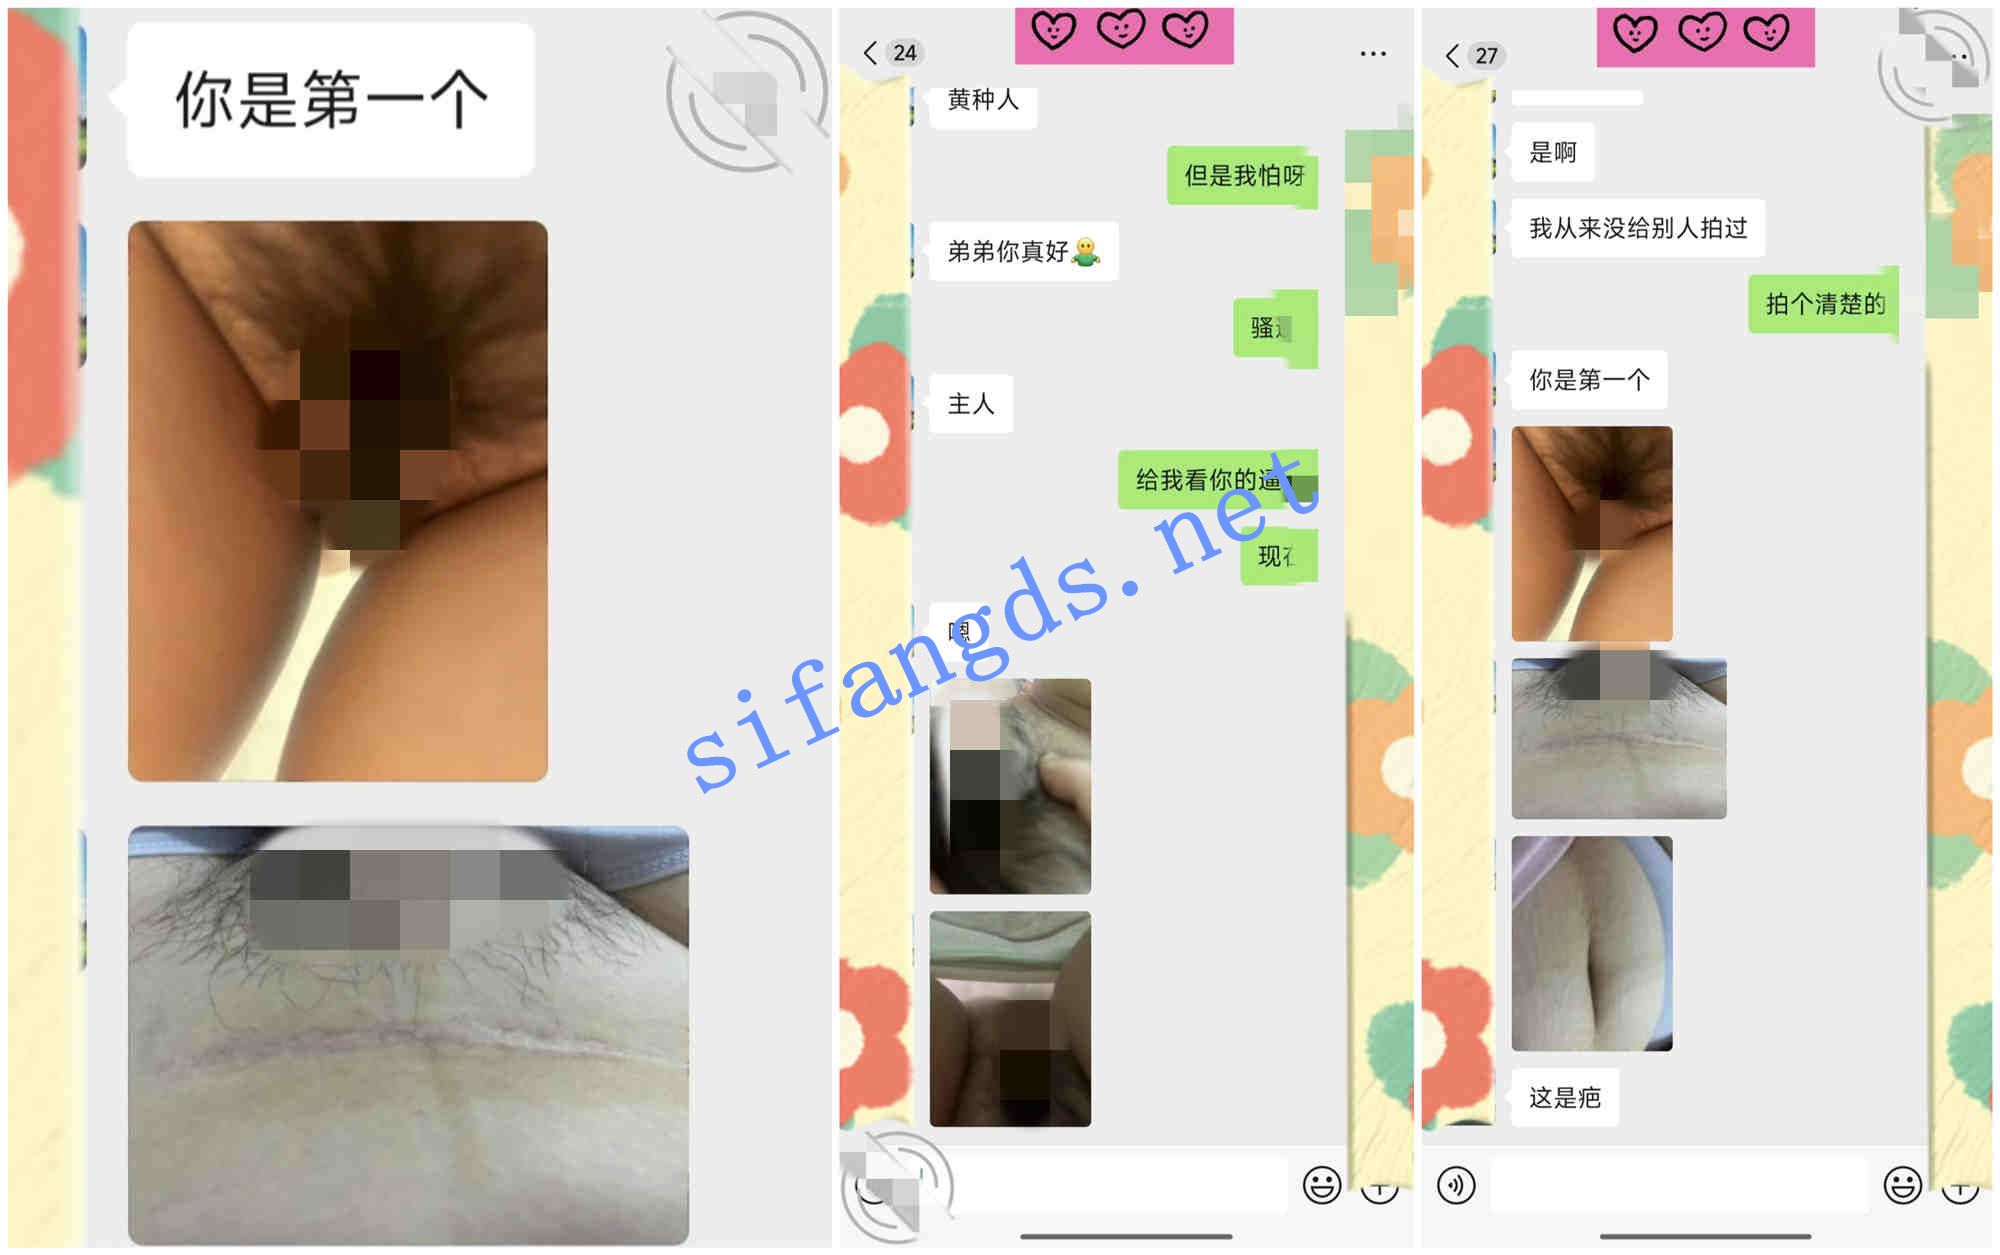 你是第一个
24
黄种人
但是我怕呀
弟弟你真好
骚
主人
给我看你的逼
现在
嗯
27
是啊
我从来没给别人拍过
拍个清楚的
你是第一个
这是疤
sifangds.net